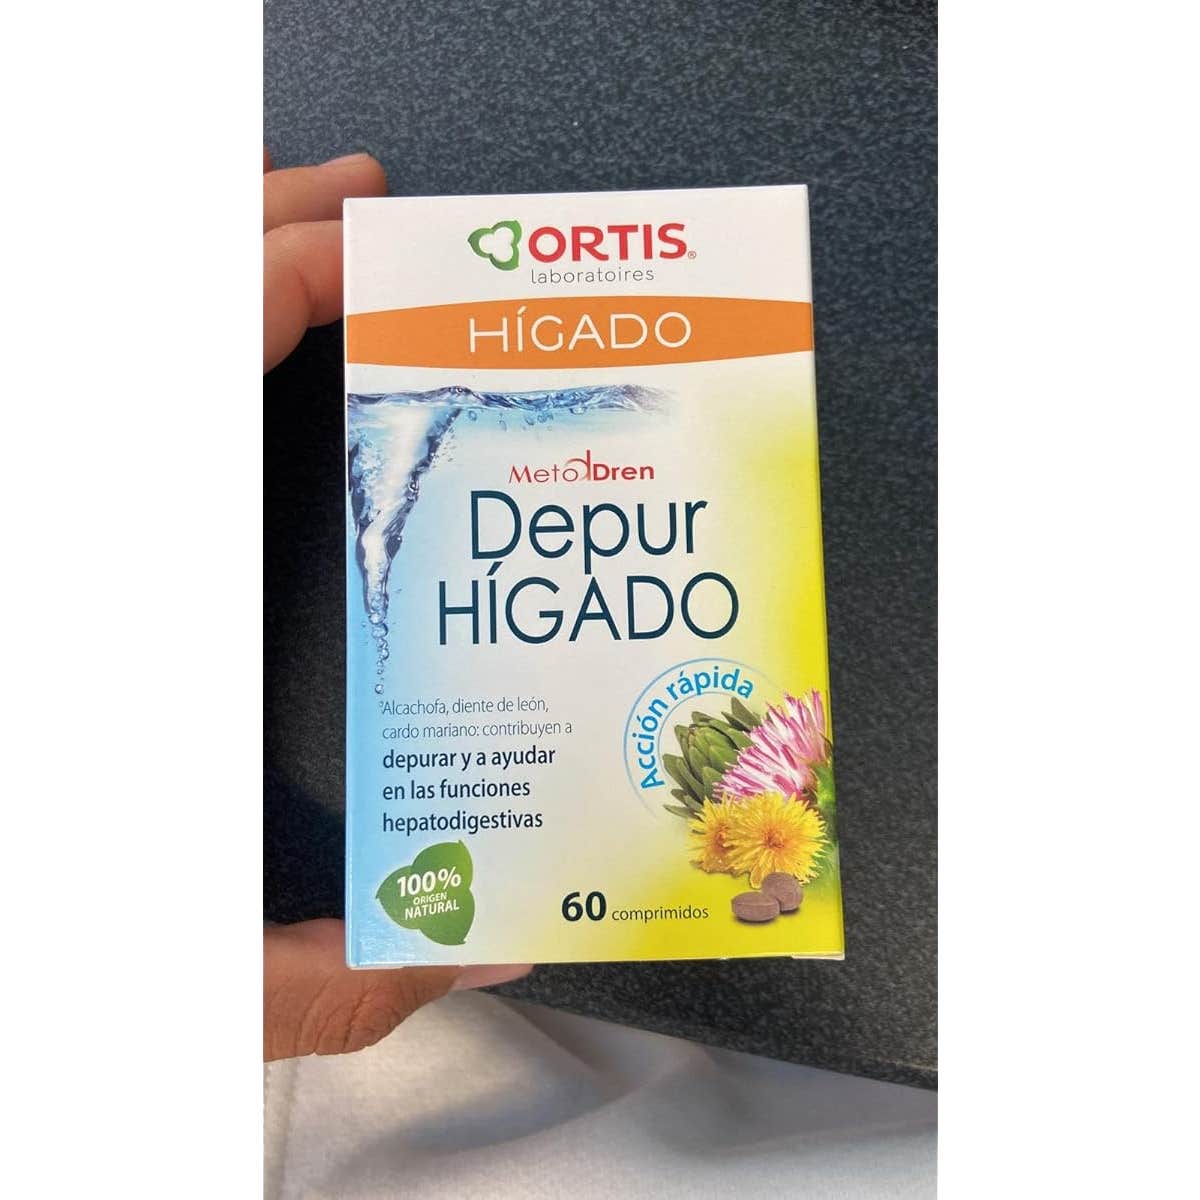 ORTIS®
laboratoires
HÍGADO
MetodDren
Depur
HÍGADO
Acción rápida
Alcachofa, diente de león,
cardo mariano: contribuyen a
depurar y a ayudar
en las funciones
hepatodigestivas
100%
ORIGEN
NATURAL
60 comprimidos